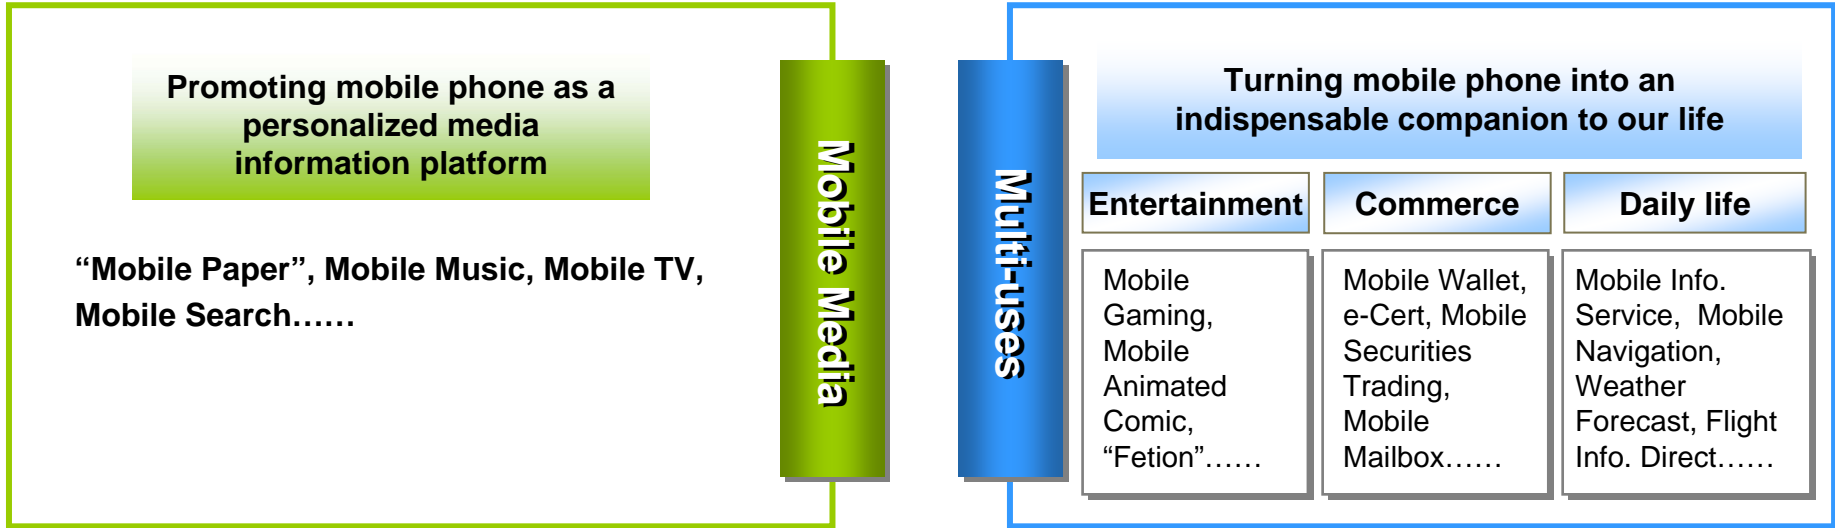 Promoting mobile phone as a
personalized media
information platform
“Mobile Paper”, Mobile Music, Mobile TV,
Mobile Search……
Mobile Media
Multi-uses
Turning mobile phone into an
indispensable companion to our life
Entertainment
Mobile
Gaming,
Mobile
Animated
Comic,
“Fetion”……
Commerce
Mobile Wallet,
e-Cert, Mobile
Securities
Trading,
Mobile
Mailbox……
Daily life
Mobile Info.
Service, Mobile
Navigation,
Weather
Forecast, Flight
Info. Direct……